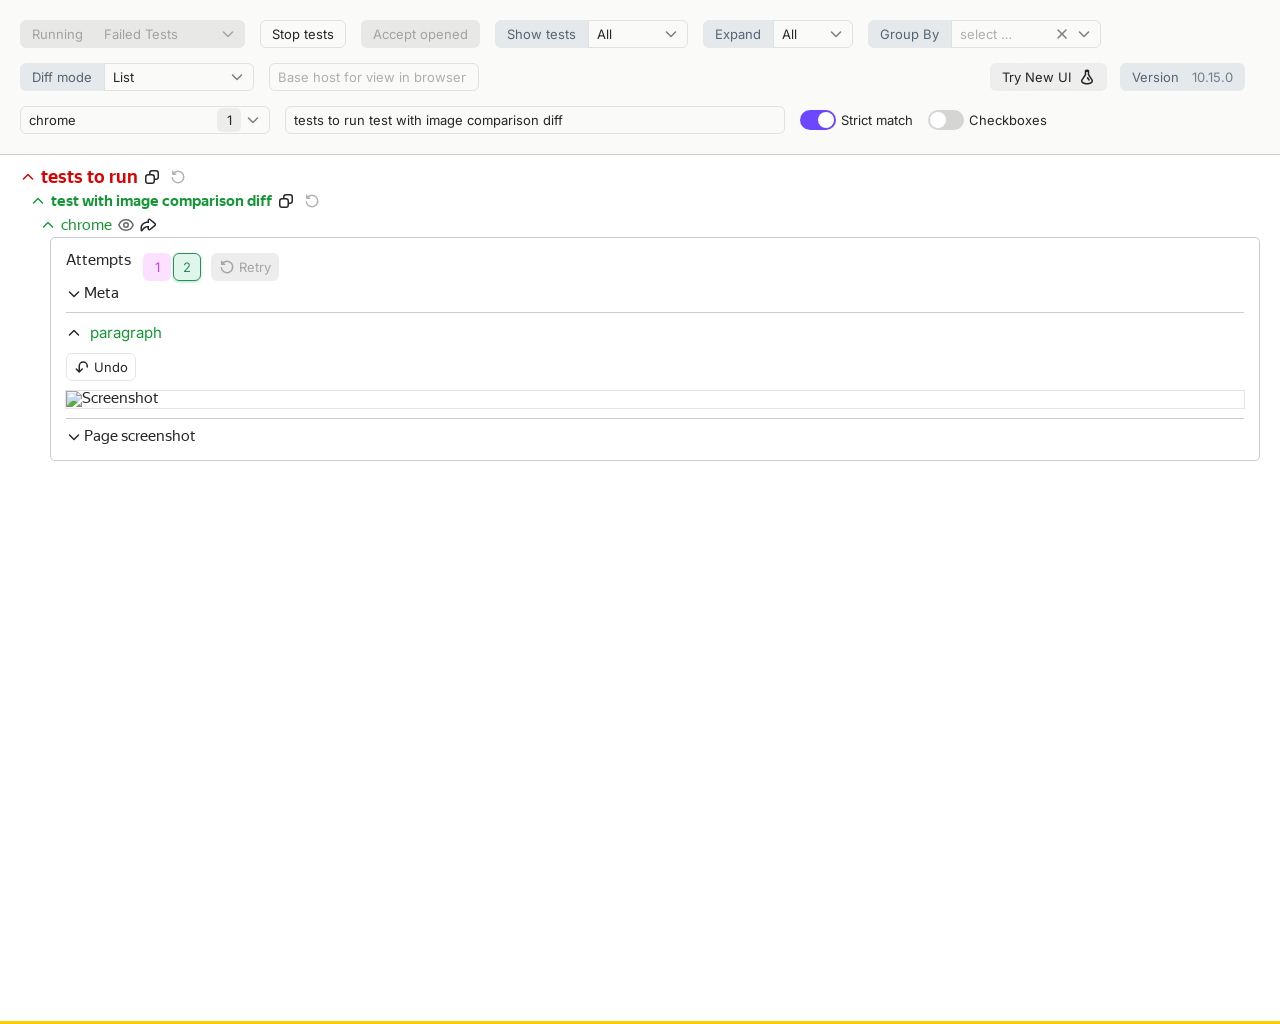 Running Failed Tests Stop tests Accept opened Show tests All Expand All Group By select ...
Diff mode List Base host for view in browser Try New UI Version 10.15.0
chrome 1 tests to run test with image comparison diff Strict match Checkboxes
tests to run
test with image comparison diff
chrome
Attempts 1 2 Retry
Meta
paragraph
Undo
Screenshot
Page screenshot